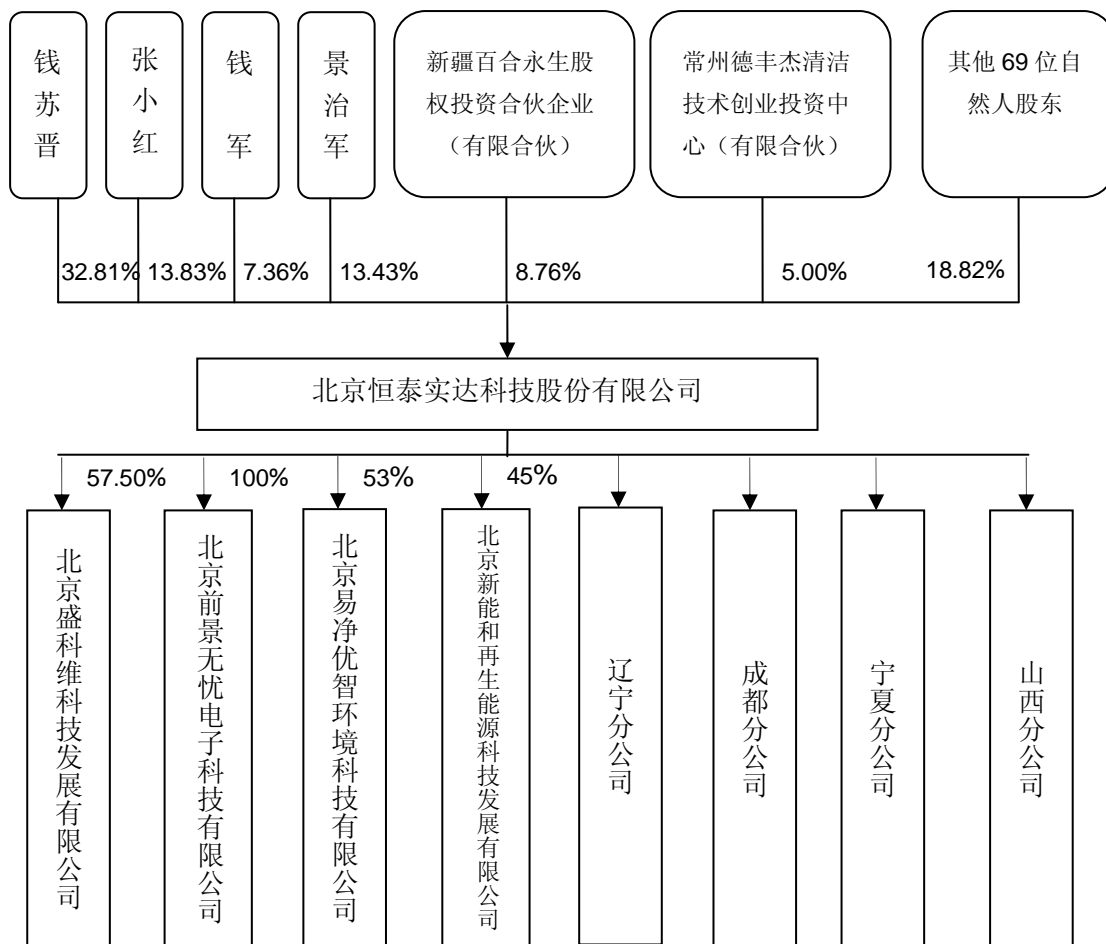 钱苏晋
张小红
钱 军
景治军
新疆百合永生股
权投资合伙企业
（有限合伙）
常州德丰杰清洁
技术创业投资中
心（有限合伙）
其他 69 位自
然人股东
32.81%
13.83%
7.36%
13.43%
8.76%
5.00%
18.82%
北京恒泰实达科技股份有限公司
57.50%
100%
53%
45%
北京盛科维科技发展有限公司
北京前景无忧电子科技有限公司
北京易净优智环境科技有限公司
北京新能和再生能源科技发展有限公司
辽宁分公司
成都分公司
宁夏分公司
山西分公司